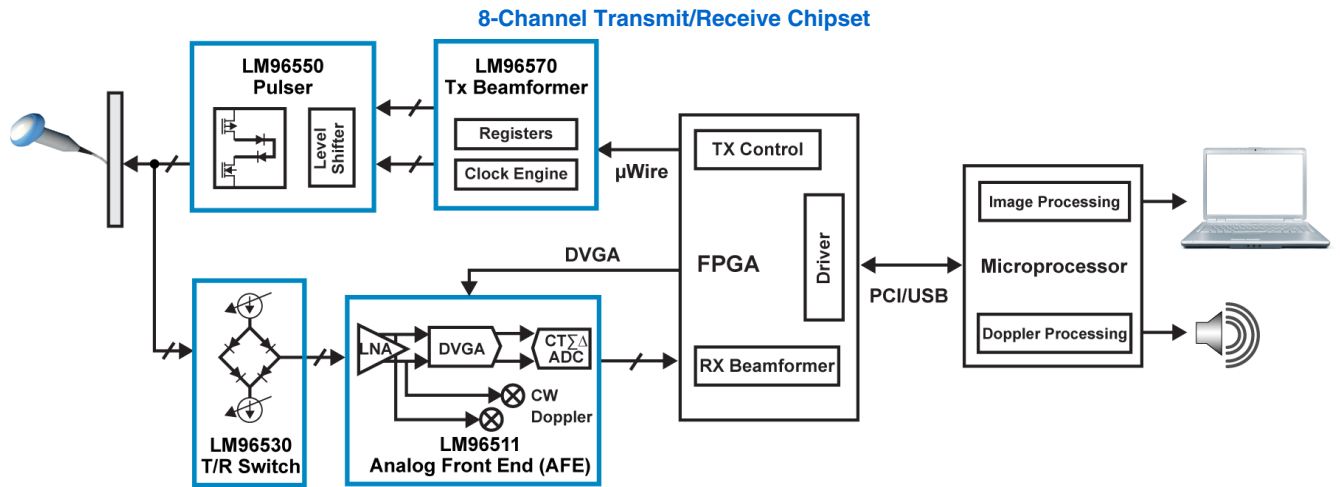 8-Channel Transmit/Receive Chipset
LM96550
Pulser
Level
Shifter
LM96570
Tx Beamformer
Registers
Clock Engine
µWire
TX Control
FPGA
Driver
RX Beamformer
DVGA
PCI/USB
Image Processing
Microprocessor
Doppler Processing
LM96530
T/R Switch
LNA
DVGA
CT∑∆
ADC
CW
Doppler
LM96511
Analog Front End (AFE)